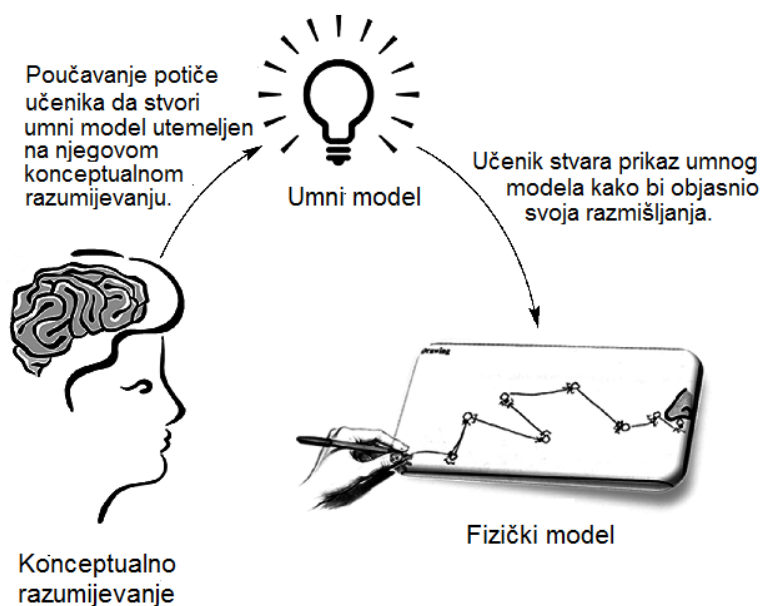 Poučavanje potiče
učenika da stvori
umni model utemeljen
na njegovom
konceptualnom
razumijevanju.
Umni model
Učenik stvara prikaz umnog
modela kako bi objasnio
svoja razmišljanja.
Drawing
Fizički model
Konceptualno
razumijevanje